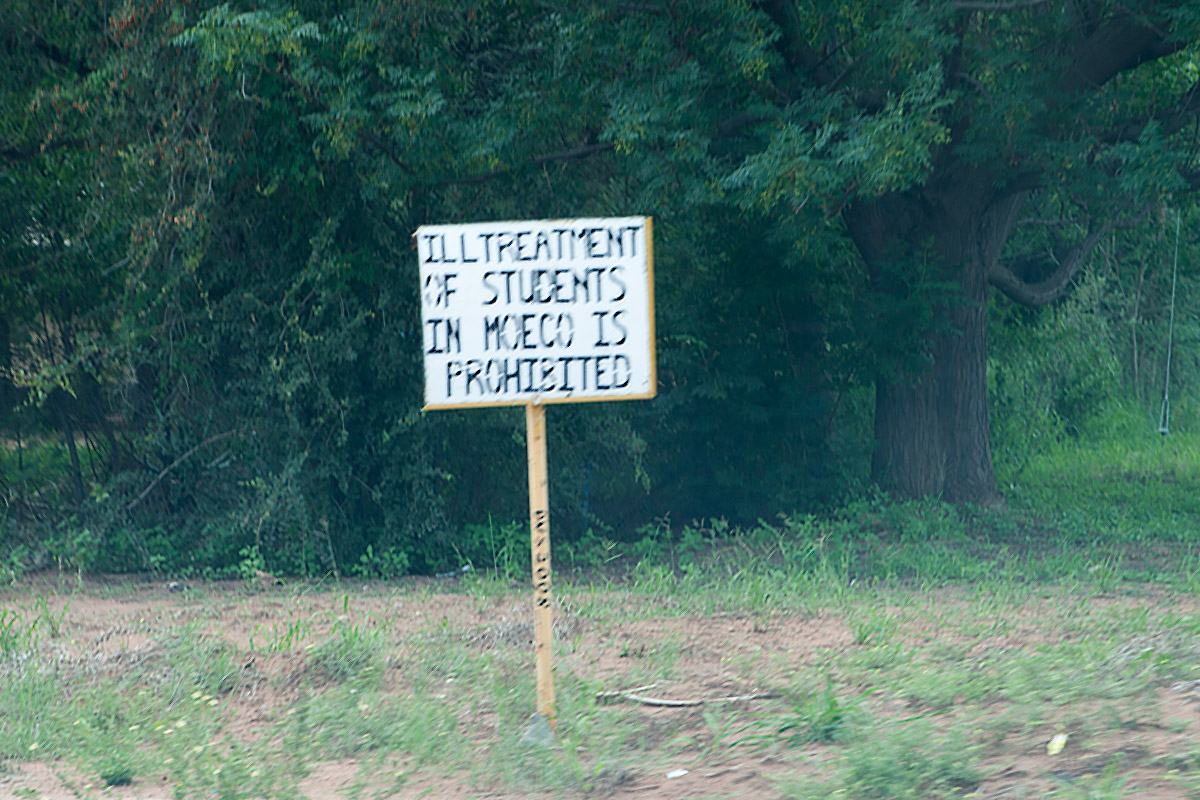 ILLTREATMENT
OF STUDENTS
IN MOECO IS
PROHIBITED